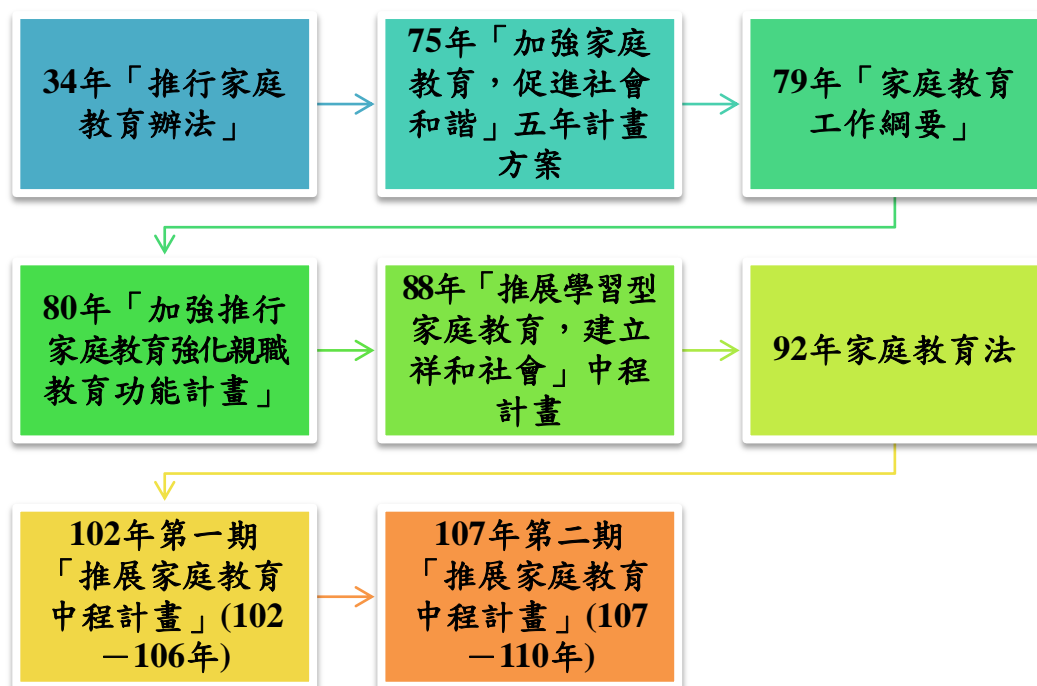 34年「推行家庭
教育辦法」
75年「加強家庭
教育，促進社會
和諧」五年計畫
方案
79年「家庭教育
工作綱要」
80年「加強推行
家庭教育強化親職
教育功能計畫」
88年「推展學習型
家庭教育，建立
祥和社會」中程
計畫
92年家庭教育法
102年第一期
「推展家庭教育
中程計畫」(102
－106年)
107年第二期
「推展家庭教育
中程計畫」(107
－110年)